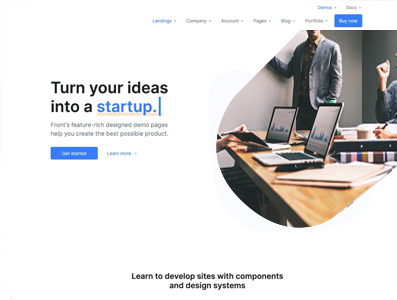 Demos Docs
Landings Company Account Pages Blog Portfolio Buy now
Turn your ideas
into a startup.
Front's feature-rich designed demo pages
help you create the best possible product.
Get started Learn more
Learn to develop sites with components
and design systems